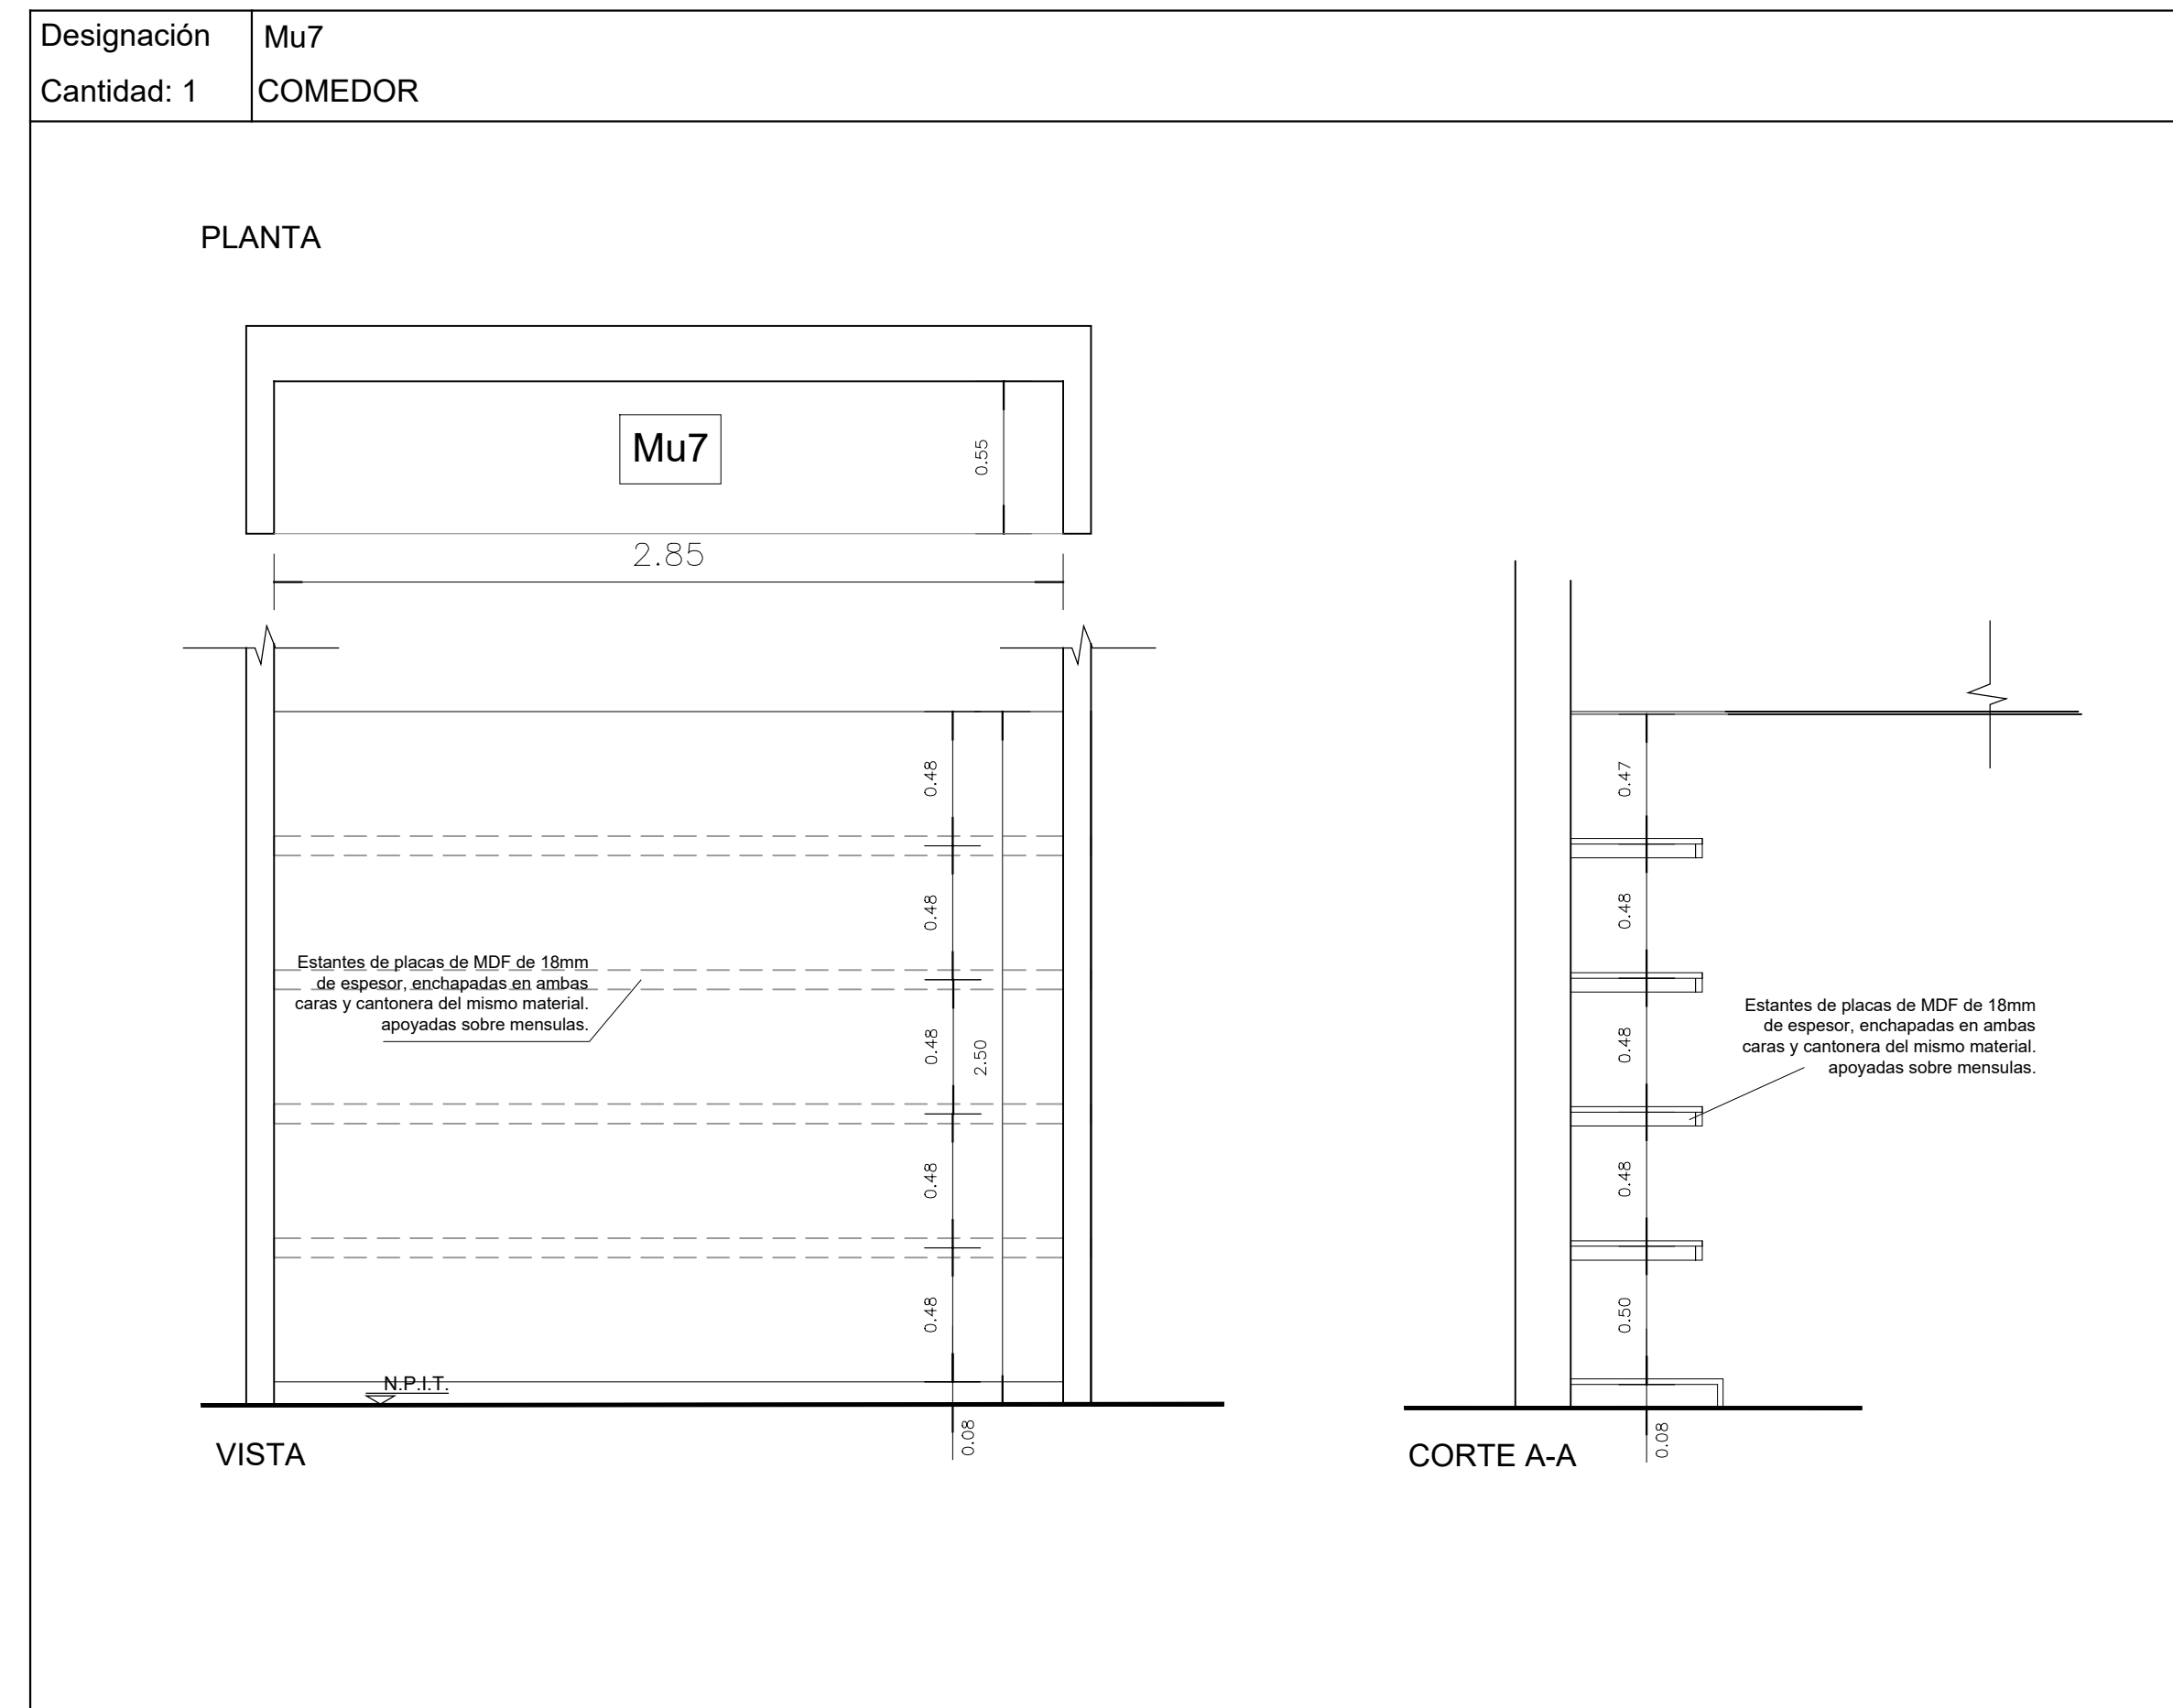 Designación
Mu7
Cantidad: 1
COMEDOR
PLANTA
Mu7
0.55
2.85
0.48
0.48
0.48
0.48
0.48
2.50
0.08
Estantes de placas de MDF de 18mm
de espesor, enchapadas en ambas
caras y cantonera del mismo material.
apoyadas sobre mensulas.
N.P.I.T.
VISTA
0.47
0.48
0.48
0.48
0.50
0.08
Estantes de placas de MDF de 18mm
de espesor, enchapadas en ambas
caras y cantonera del mismo material.
apoyadas sobre mensulas.
CORTE A-A